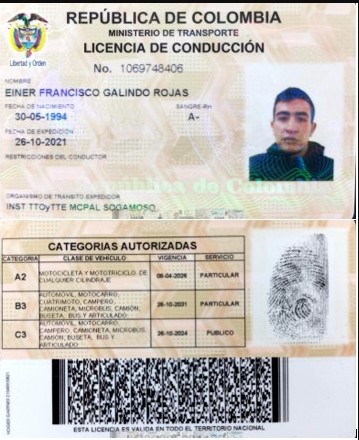 REPÚBLICA DE COLOMBIA
MINISTERIO DE TRANSPORTE
LICENCIA DE CONDUCCIÓN
Libertad y Orden
No. 1069748406
NOMBRE
EINER FRANCISCO GALINDO ROJAS
FECHA DE NACIMIENTO SANGRE-RH
30-05-1994 A-
FECHA DE EXPEDICIÓN
26-10-2021
RESTRICCIONES DEL CONDUCTOR
ORGANISMO DE TRANSITO EXPEDIDOR
INST TTOyTTE MCPAL SOGAMOSO
CATEGORIAS AUTORIZADAS
CATEGORIA CLASE DE VEHÍCULO VIGENCIA SERVICIO
A2 MOTOCICLETA Y MOTOTRICICLO. DE CUALQUIER CILINDRAJE 06-04-2026 PARTICULAR
B3 AUTOMOVIL, MOTOCARRO, CUATRIMOTO, CAMPERO, CAMIONETA, MICROBUS, CAMIÓN, BUSETA, BUS Y ARTICULADO 26-10-2031 PARTICULAR
C3 AUTOMOVIL, MOTOCARRO, CAMPERO, CAMIONETA, MICROBUS, CAMIÓN, BUSETA, BUS Y ARTICULADO 26-10-2024 PUBLICO
ESTA LICENCIA ES VALIDA EN TODO EL TERRITORIO NACIONAL